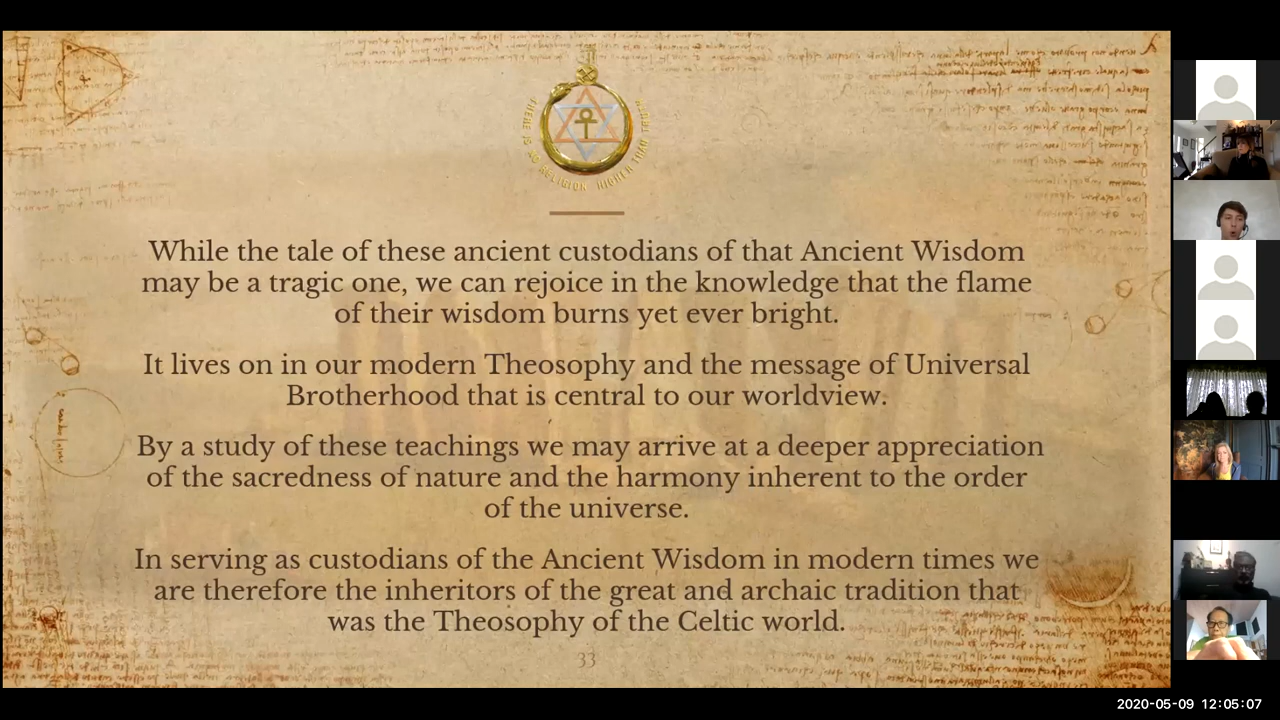 THERE IS NO RELIGION HIGHER THAN TRUTH
While the tale of these ancient custodians of that Ancient Wisdom
may be a tragic one, we can rejoice in the knowledge that the flame
of their wisdom burns yet ever bright.
It lives on in our modern Theosophy and the message of Universal
Brotherhood that is central to our worldview.
By a study of these teachings we may arrive at a deeper appreciation
of the sacredness of nature and the harmony inherent to the order
of the universe.
In serving as custodians of the Ancient Wisdom in modern times we
are therefore the inheritors of the great and archaic tradition that
was the Theosophy of the Celtic world.
33
2020-05-09 12:05:07